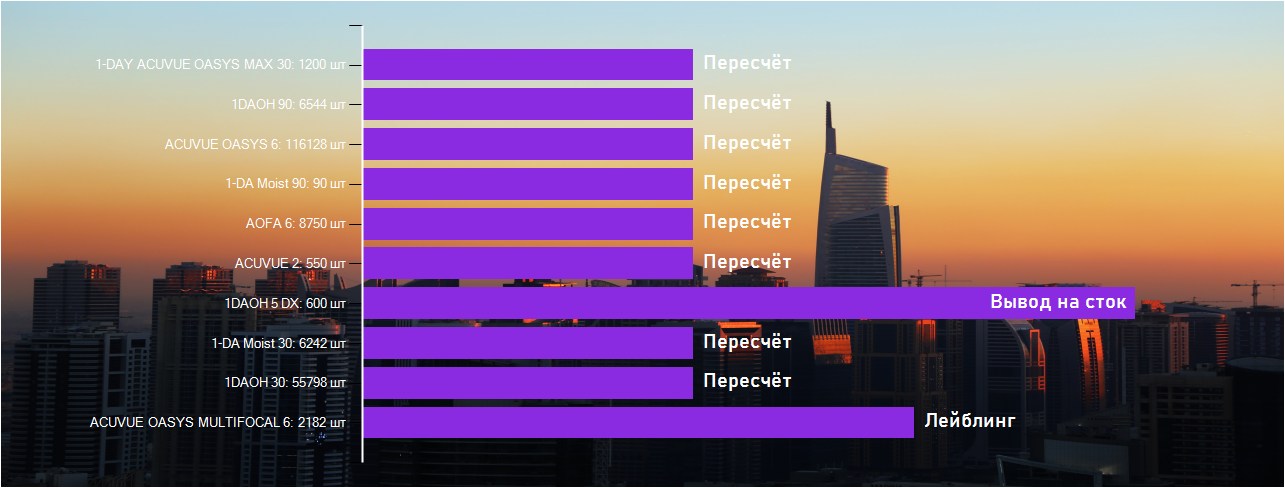 1-DAY ACUVUE OASYS MAX 30: 1200 шт Пересчёт
1DAOH 90: 6544 шт Пересчёт
ACUVUE OASYS 6: 116128 шт Пересчёт
1-DA Moist 90: 90 шт Пересчёт
AOFA 6: 8750 шт Пересчёт
ACUVUE 2: 550 шт Пересчёт
1DAOH 5 DX: 600 шт Вывод на сток
1-DA Moist 30: 6242 шт Пересчёт
1DAOH 30: 55798 шт Пересчёт
ACUVUE OASYS MULTIFOCAL 6: 2182 шт Лейблинг